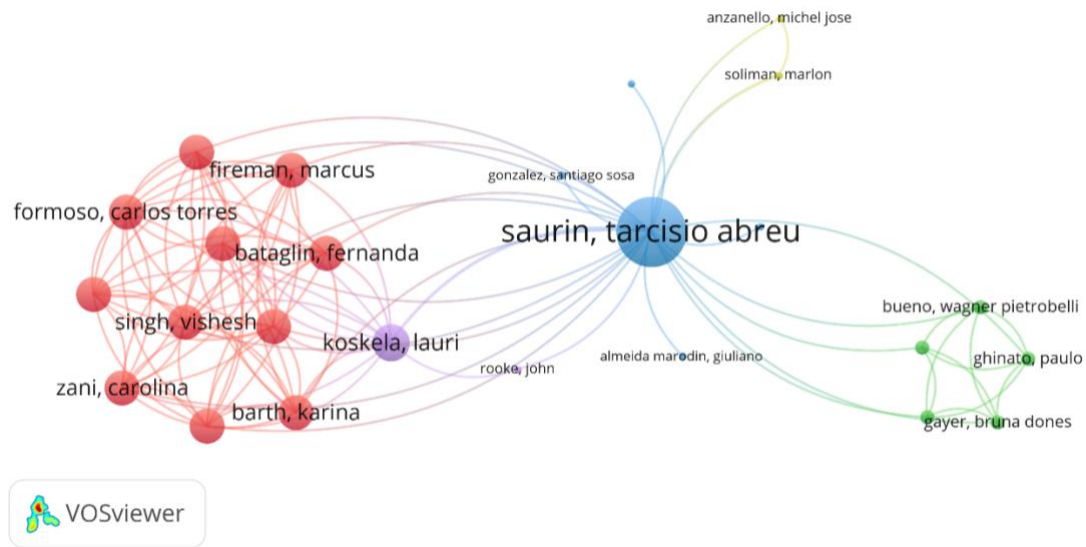 anzanello, michel jose
soliman, marlon
fireman, marcus
gonzalez, santiago sosa
formoso, carlos torres
saurin, tarcisio abreu
bataglin, fernanda
bueno, wagner pietrobelli
singh, vishesh
koskela, lauri
almeida marodin, giuliano
ghinato, paulo
rooke, john
zani, carolina
barth, karina
gayer, bruna dones
VOSviewer